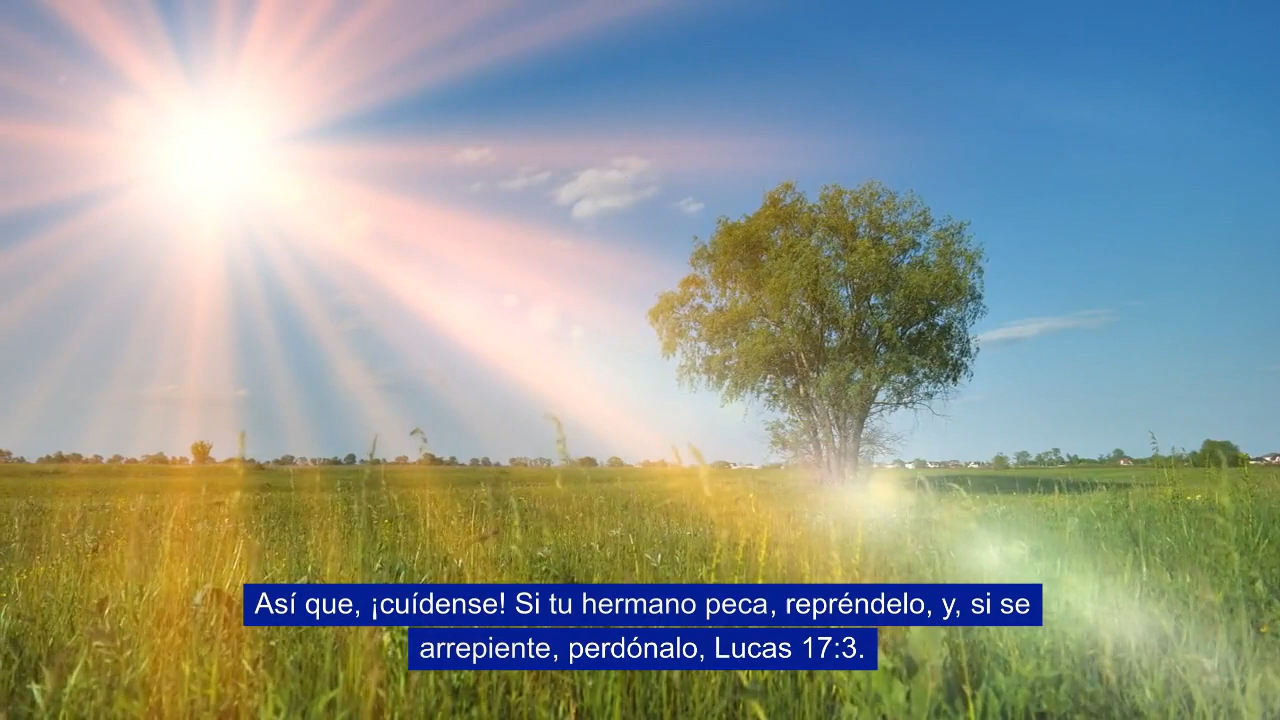 Así que, ¡cuídense! Si tu hermano peca, repréndelo, y, si se
arrepiente, perdónalo, Lucas 17:3.